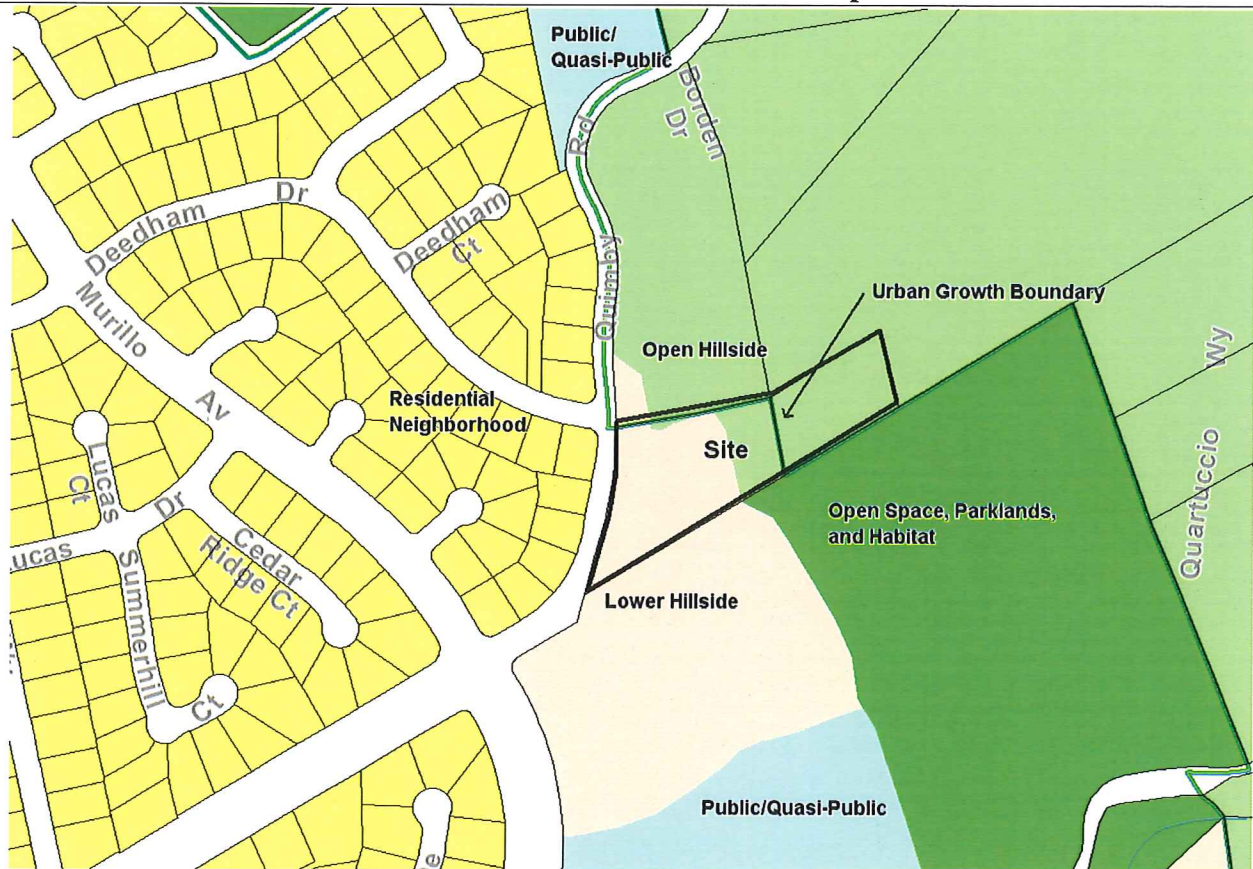 Public/
Quasi-Public
Borden
Dr
Rd
Quimby
Deedham
Dr
Deedham
Ct
Murillo
Av
Urban Growth Boundary
Open Hillside
Residential
Neighborhood
Site
Wy
Quartuccio
Lucas
Ct
Dr
ucas
Cedar
Ridge Ct
Summerhill
Ct
Open Space, Parklands,
and Habitat
Lower Hillside
Public/Quasi-Public